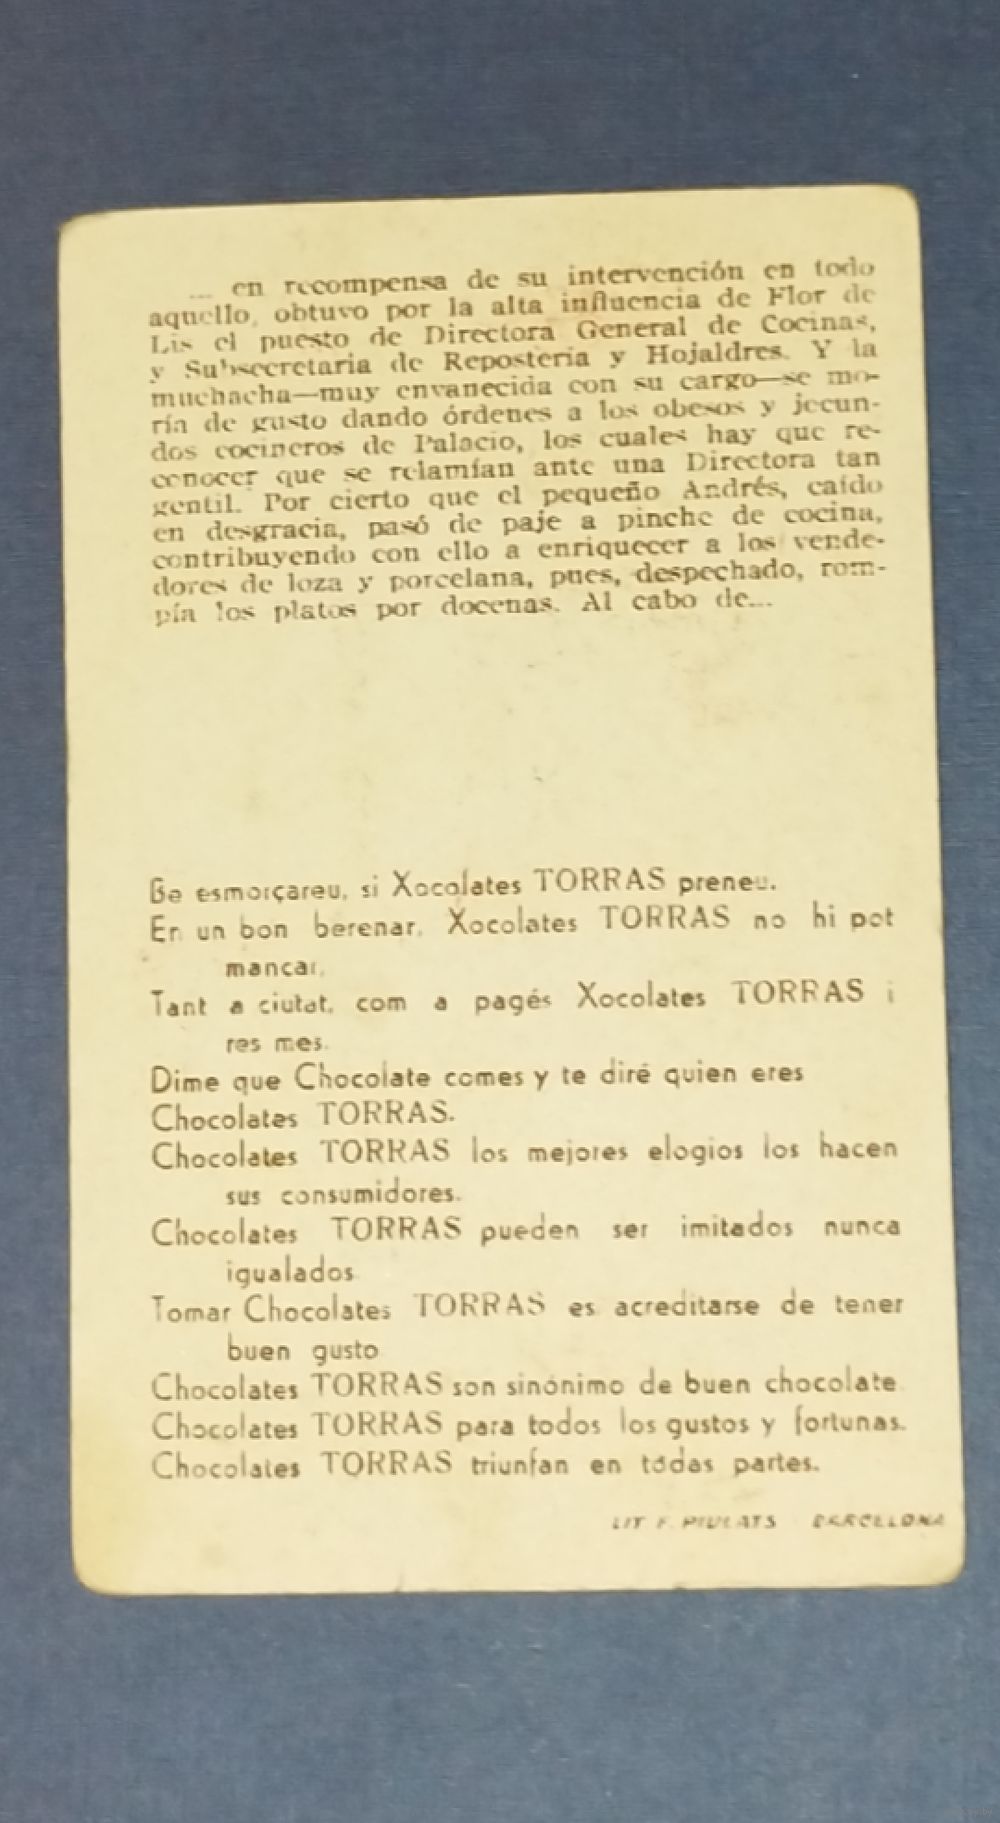 ... en recompensa de su intervención en todo
aquello, obtuvo por la alta influencia de Flor de
Lis el puesto de Directora General de Cocinas,
y Subsecretaria de Repostería y Hojaldres. Y la
muchacha—muy envanecida con su cargo—se mo-
ría de gusto dando órdenes a los obesos y jocun-
dos cocineros de Palacio, los cuales hay que re-
conocer que se relamían ante una Directora tan
gentil. Por cierto que el pequeño Andrés, caído
en desgracia, pasó de paje a pinche de cocina,
contribuyendo con ello a enriquecer a los vende-
dores de loza y porcelana, pues, despechado, rom-
pía los platos por docenas. Al cabo de...
Be esmorçareu, si Xocolates TORRAS preneu.
En un bon berenar, Xocolates TORRAS no hi pot
mancar.
Tant a ciutat, com a pagés Xocolates TORRAS i
res mes.
Dime que Chocolate comes y te diré quien eres
Chocolates TORRAS.
Chocolates TORRAS los mejores elogios los hacen
sus consumidores.
Chocolates TORRAS pueden ser imitados nunca
igualados
Tomar Chocolates TORRAS es acreditarse de tener
buen gusto
Chocolates TORRAS son sinónimo de buen chocolate
Chocolates TORRAS para todos los gustos y fortunas.
Chocolates TORRAS triunfan en todas partes.
LIT. F. PIULATS BARCELONA